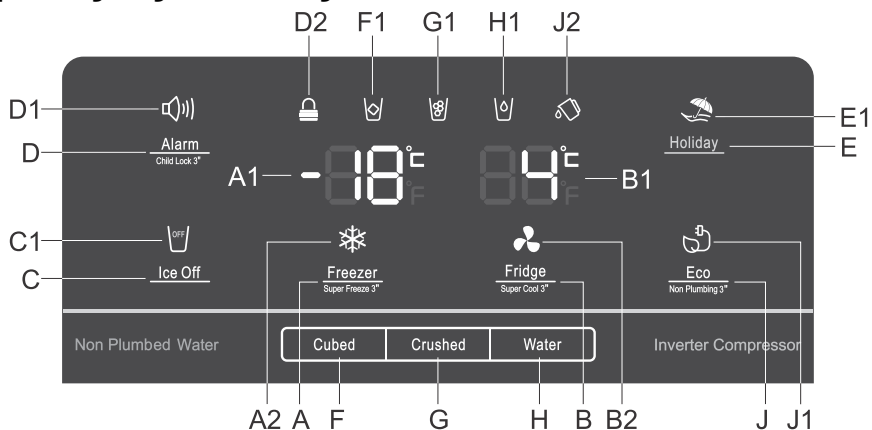 D2 F1 G1 H1 J2
D1
E1
Alarm
Holiday
D
E
Child Lock 3"
A1
-18°C
4°C
B1
°F
°F
C1
OFF
C
Ice Off
Freezer
Fridge
Eco
Super Freeze 3"
Super Cool 3"
Non Plumbing 3"
Non Plumbed Water
Cubed
Crushed
Water
Inverter Compressor
A2 A F G H B B2 J J1